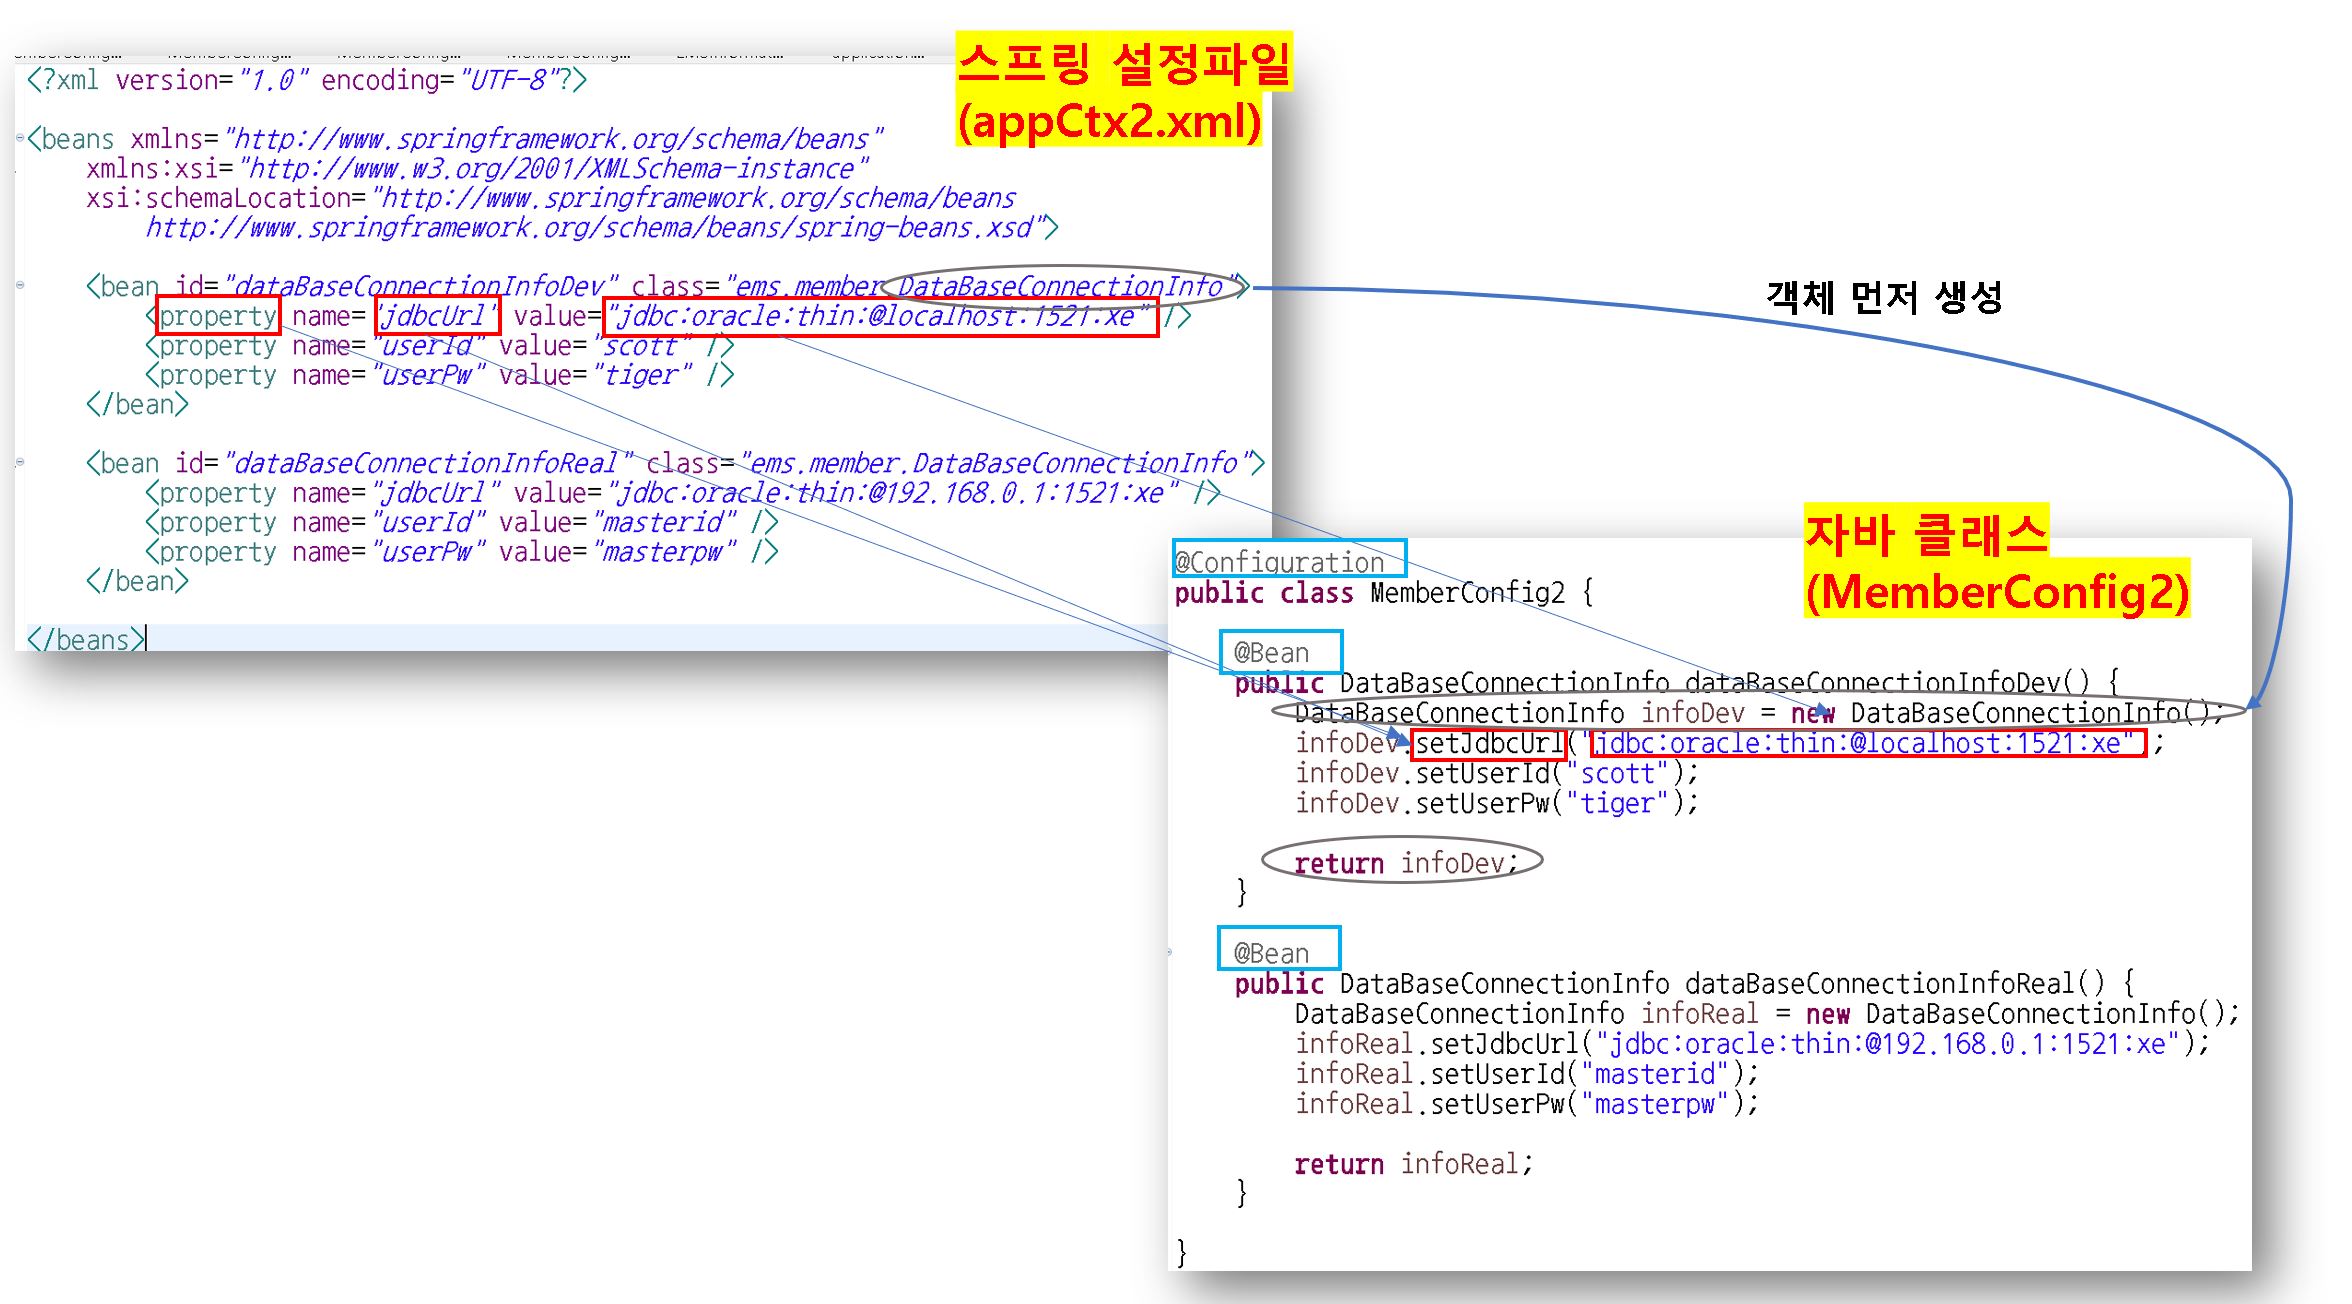 스프링 설정파일
(appCtx2.xml)
<?xml version="1.0" encoding="UTF-8"?>
<beans xmlns="http://www.springframework.org/schema/beans"
xmlns:xsi="http://www.w3.org/2001/XMLSchema-instance"
xsi:schemaLocation="http://www.springframework.org/schema/beans
http://www.springframework.org/schema/beans/spring-beans.xsd">
<bean id="dataBaseConnectionInfoDev" class="ems.member.DataBaseConnectionInfo">
<property name="jdbcUrl" value="jdbc:oracle:thin:@localhost:1521:xe" />
<property name="userId" value="scott" />
<property name="userPw" value="tiger" />
</bean>
<bean id="dataBaseConnectionInfoReal" class="ems.member.DataBaseConnectionInfo">
<property name="jdbcUrl" value="jdbc:oracle:thin:@192.168.0.1:1521:xe" />
<property name="userId" value="masterid" />
<property name="userPw" value="masterpw" />
</bean>
</beans>
객체 먼저 생성
자바 클래스
(MemberConfig2)
@Configuration
public class MemberConfig2 {
@Bean
public DataBaseConnectionInfo dataBaseConnectionInfoDev() {
DataBaseConnectionInfo infoDev = new DataBaseConnectionInfo();
infoDev.setJdbcUrl("jdbc:oracle:thin:@localhost:1521:xe");
infoDev.setUserId("scott");
infoDev.setUserPw("tiger");
return infoDev;
}
@Bean
public DataBaseConnectionInfo dataBaseConnectionInfoReal() {
DataBaseConnectionInfo infoReal = new DataBaseConnectionInfo();
infoReal.setJdbcUrl("jdbc:oracle:thin:@192.168.0.1:1521:xe");
infoReal.setUserId("masterid");
infoReal.setUserPw("masterpw");
return infoReal;
}
}